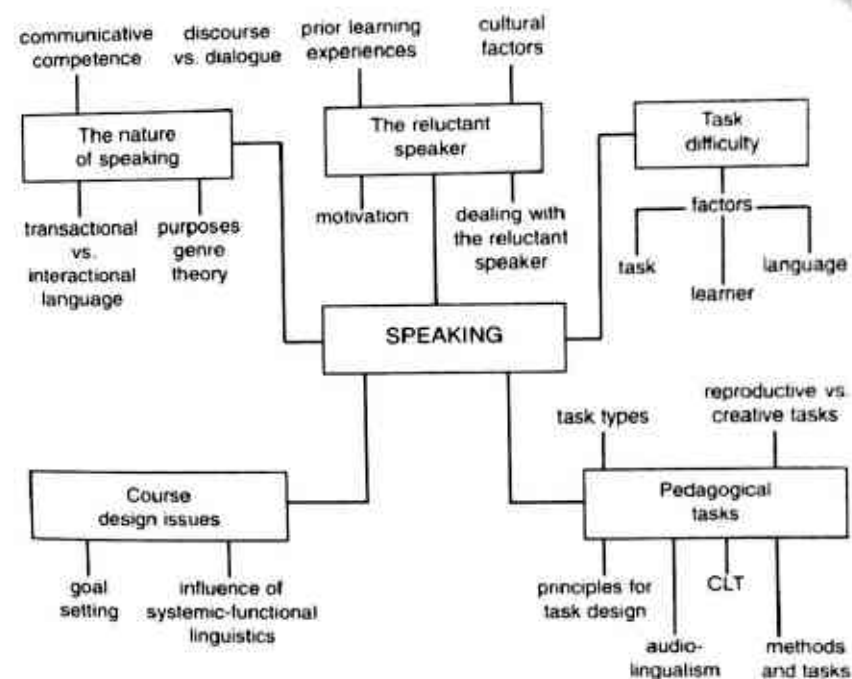 communicative
competence
discourse
vs. dialogue
prior learning
experiences
cultural
factors
The nature
of speaking
The reluctant
speaker
Task
difficulty
transactional
vs.
interactional
language
purposes
genre
theory
motivation
dealing with
the reluctant
speaker
factors
task
learner
language
SPEAKING
task types
reproductive vs.
creative tasks
Course
design issues
Pedagogical
tasks
goal
setting
influence of
systemic-functional
linguistics
principles for
task design
audio-
lingualism
CLT
methods
and tasks